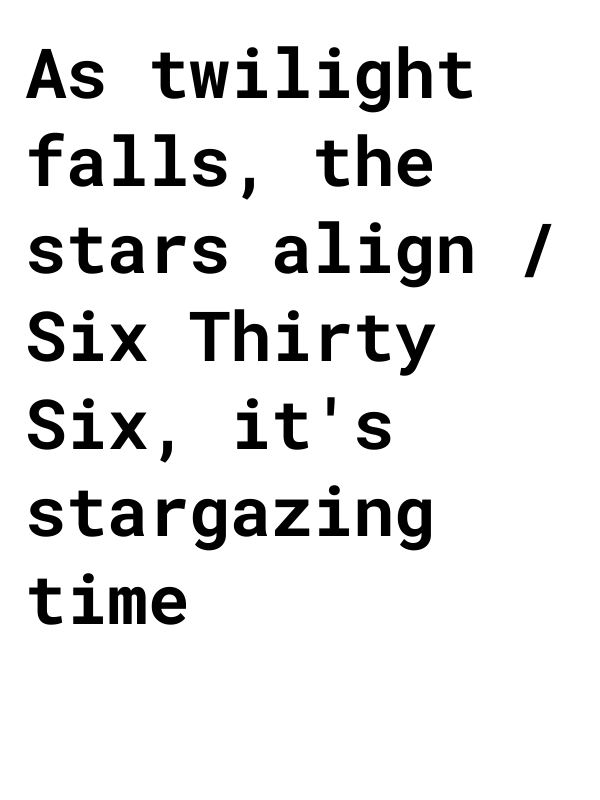 As twilight
falls, the
stars align /
Six Thirty
Six, it's
stargazing
time